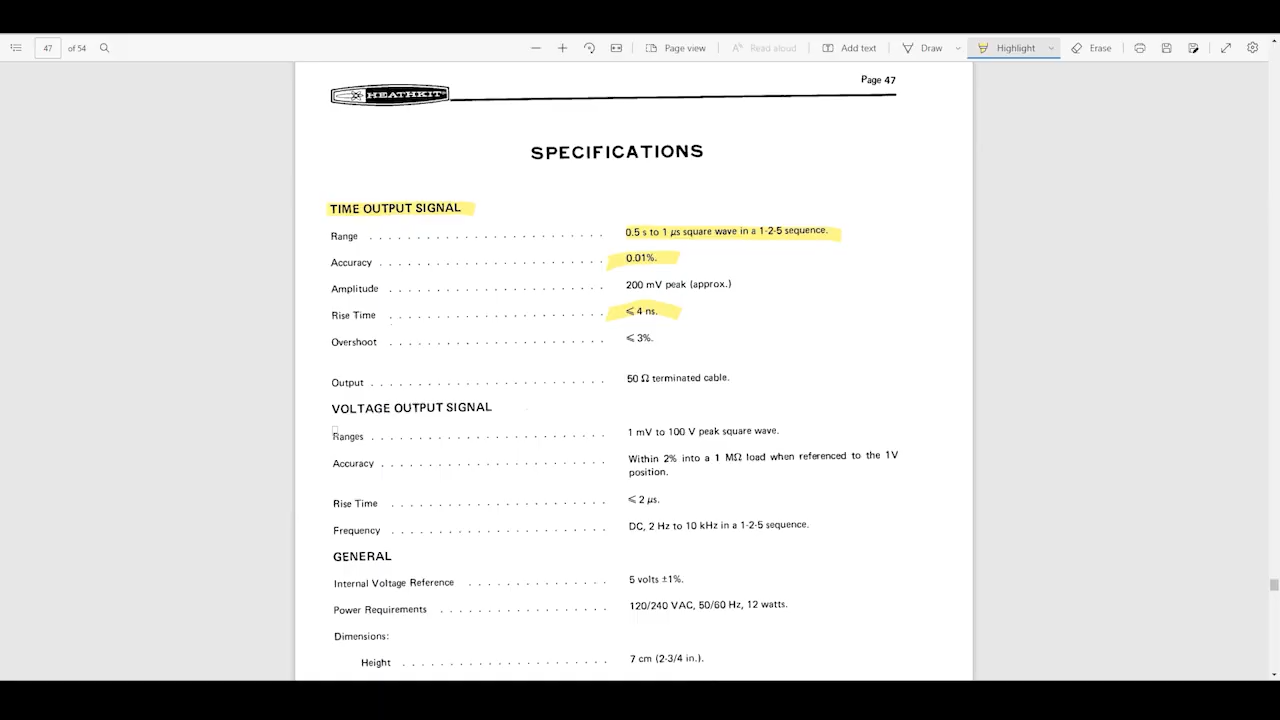 47 of 54
Page view
Read aloud
Add text
Draw
Highlight
Erase
HEATHKIT
Page 47
SPECIFICATIONS
TIME OUTPUT SIGNAL
Range . . . . . . . . . . . . . . . . . . . . . . . . . 0.5 s to 1 μs square wave in a 1-2-5 sequence.
Accuracy . . . . . . . . . . . . . . . . . . . . . . . . 0.01%.
Amplitude . . . . . . . . . . . . . . . . . . . . . . . 200 mV peak (approx.)
Rise Time . . . . . . . . . . . . . . . . . . . . . . . ⩽ 4 ns.
Overshoot . . . . . . . . . . . . . . . . . . . . . . . ⩽ 3%.
Output . . . . . . . . . . . . . . . . . . . . . . . . . 50 Ω terminated cable.
VOLTAGE OUTPUT SIGNAL
Ranges . . . . . . . . . . . . . . . . . . . . . . . . . 1 mV to 100 V peak square wave.
Accuracy . . . . . . . . . . . . . . . . . . . . . . . . Within 2% into a 1 MΩ load when referenced to the 1V
position.
Rise Time . . . . . . . . . . . . . . . . . . . . . . . ⩽ 2 μs.
Frequency . . . . . . . . . . . . . . . . . . . . . . . DC, 2 Hz to 10 kHz in a 1-2-5 sequence.
GENERAL
Internal Voltage Reference . . . . . . . . . . . . . . . 5 volts ±1%.
Power Requirements . . . . . . . . . . . . . . . . . . 120/240 VAC, 50/60 Hz, 12 watts.
Dimensions:
Height . . . . . . . . . . . . . . . . . . . . . . 7 cm (2-3/4 in.).